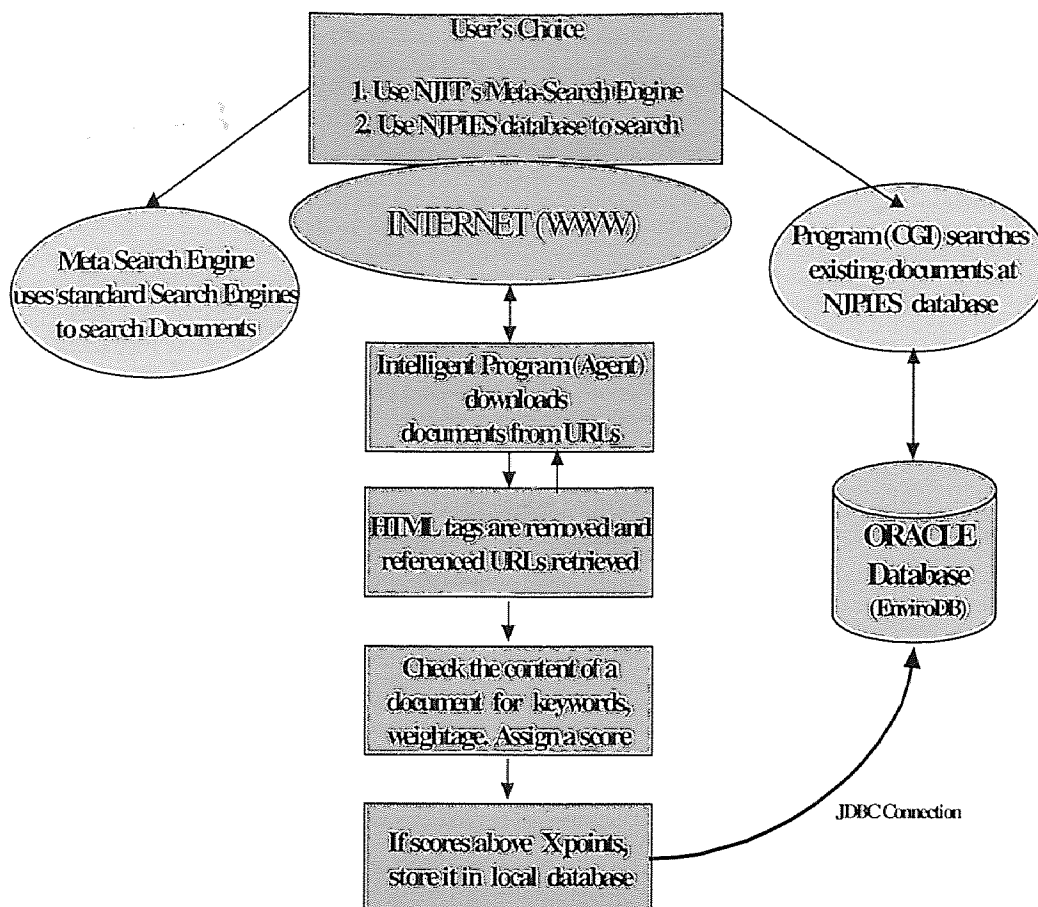 User's Choice
1. Use NJIT's Meta-Search Engine
2. Use NJPIES database to search
INTERNET (WWW)
Meta Search Engine
uses standard Search Engines
to search Documents
Program (CGI) searches
existing documents at
NJPIES database
Intelligent Program (Agent)
downloads
documents from URLs
HTML tags are removed and
referenced URLs retrieved
ORACLE
Database
(EnviroDB)
Check the content of a
document for keywords,
weightage. Assign a score
JDBC Connection
If scores above X points,
store it in local database